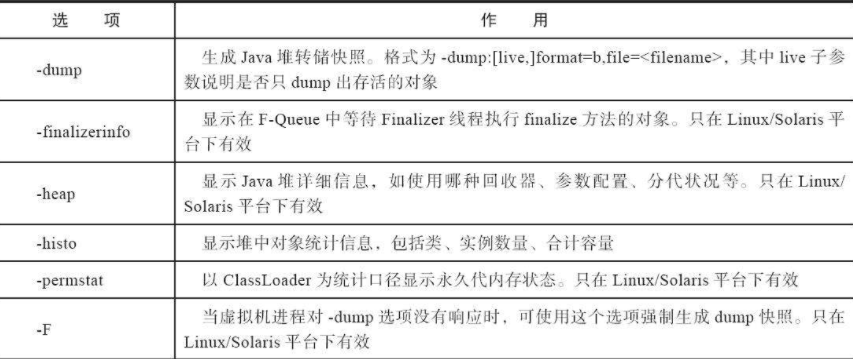 选 项 作 用
-dump 生成 Java 堆转储快照。格式为 -dump:[live,]format=b,file=<filename>，其中 live 子参
数说明是否只 dump 出存活的对象
-finalizerinfo 显示在 F-Queue 中等待 Finalizer 线程执行 finalize 方法的对象。只在 Linux/Solaris 平
台下有效
-heap 显示 Java 堆详细信息，如使用哪种回收器、参数配置、分代状况等。只在 Linux/
Solaris 平台下有效
-histo 显示堆中对象统计信息，包括类、实例数量、合计容量
-permstat 以 ClassLoader 为统计口径显示永久代内存状态。只在 Linux/Solaris 平台下有效
-F 当虚拟机进程对 -dump 选项没有响应时，可使用这个选项强制生成 dump 快照。只在
Linux/Solaris 平台下有效